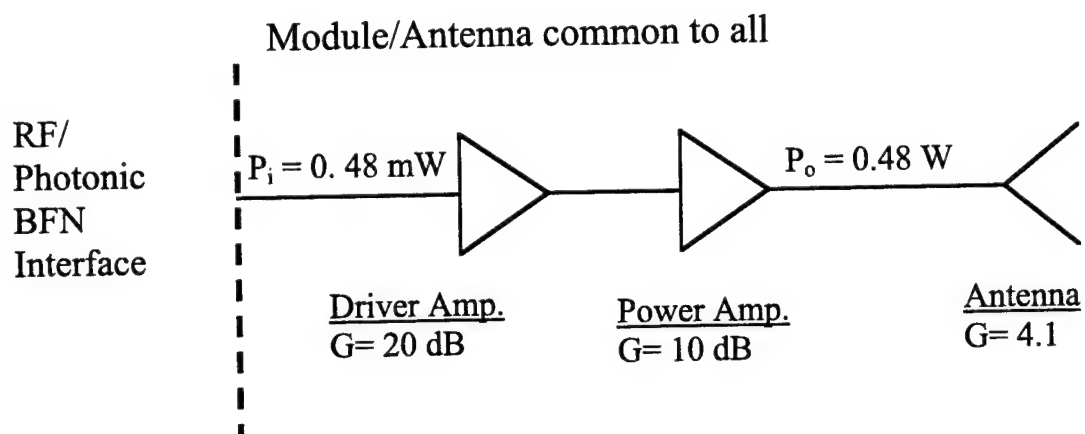 Module/Antenna common to all
RF/
Photonic
BFN
Interface
P_i = 0. 48 mW
P_o = 0.48 W
Driver Amp.
G= 20 dB
Power Amp.
G= 10 dB
Antenna
G= 4.1